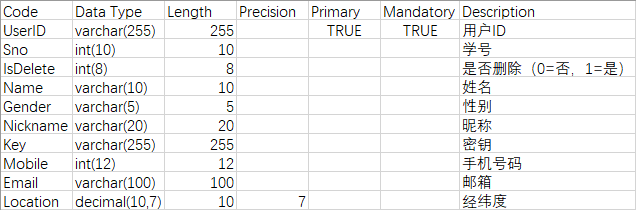 Code Data Type Length Precision Primary Mandatory Description
UserID varchar(255) 255 TRUE TRUE 用户ID
Sno int(10) 10 学号
IsDelete int(8) 8 是否删除（0=否，1=是）
Name varchar(10) 10 姓名
Gender varchar(5) 5 性别
Nickname varchar(20) 20 昵称
Key varchar(255) 255 密钥
Mobile int(12) 12 手机号码
Email varchar(100) 100 邮箱
Location decimal(10,7) 10 7 经纬度